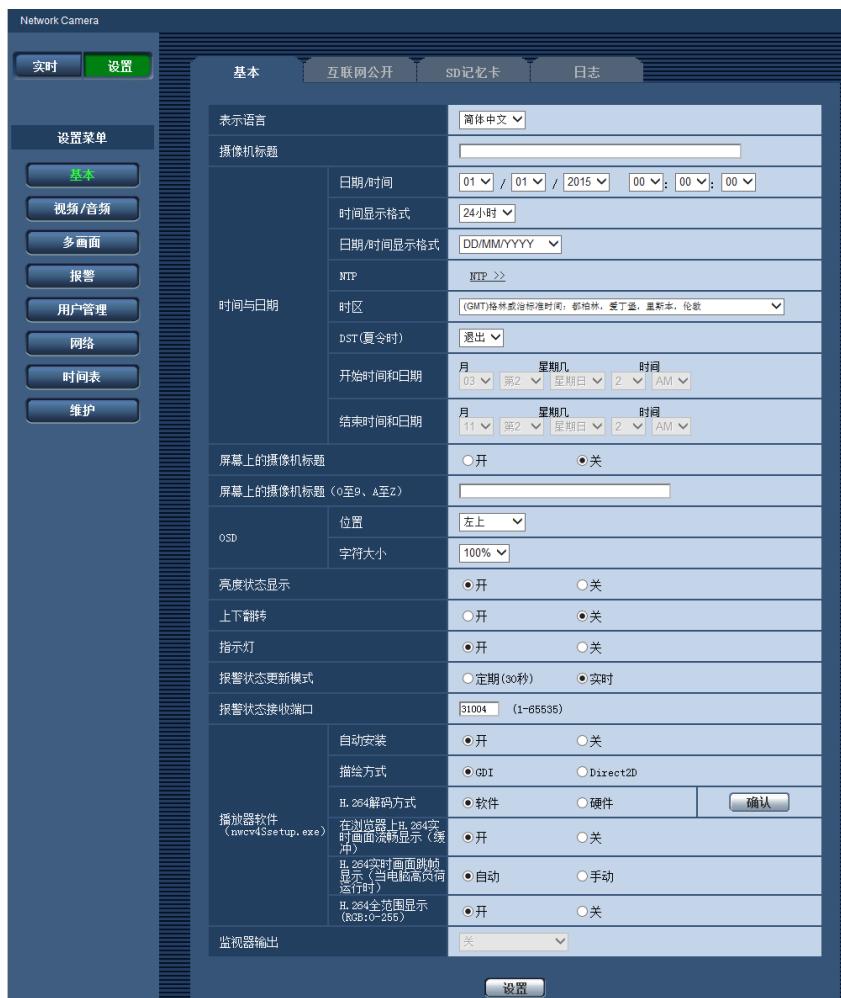 Network Camera
实时 设置
基本 互联网公开 SD记忆卡 日志
设置菜单
基本
视频/音频
多画面
报警
用户管理
网络
时间表
维护
表示语言 简体中文
摄像机标题
时间与日期
日期/时间 01 / 01 / 2015 00 : 00 : 00
时间显示格式 24小时
日期/时间显示格式 DD/MM/YYYY
NTP NTP >>
时区 (GMT)格林威治标准时间: 都柏林, 爱丁堡, 里斯本, 伦敦
DST(夏令时) 退出
开始时间和日期 月 星期几 时间
03 第2 星期日 2 AM
结束时间和日期 月 星期几 时间
11 第2 星期日 2 AM
屏幕上的摄像机标题 开 关
屏幕上的摄像机标题（0至9、A至Z）
OSD
位置 左上
字符大小 100%
亮度状态显示 开 关
上下翻转 开 关
指示灯 开 关
报警状态更新模式 定期(30秒) 实时
报警状态接收端口 31004 (1-65535)
播放器软件
（nwcv4Ssetup.exe）
自动安装 开 关
描绘方式 GDI Direct2D
H.264解码方式 软件 硬件 确认
在浏览器上H.264实
时画面流畅显示（缓
冲） 开 关
H.264实时画面跳帧
显示（当电脑高负荷
运行时） 自动 手动
H.264全范围显示
(RGB:0-255) 开 关
监视器输出 关
设置